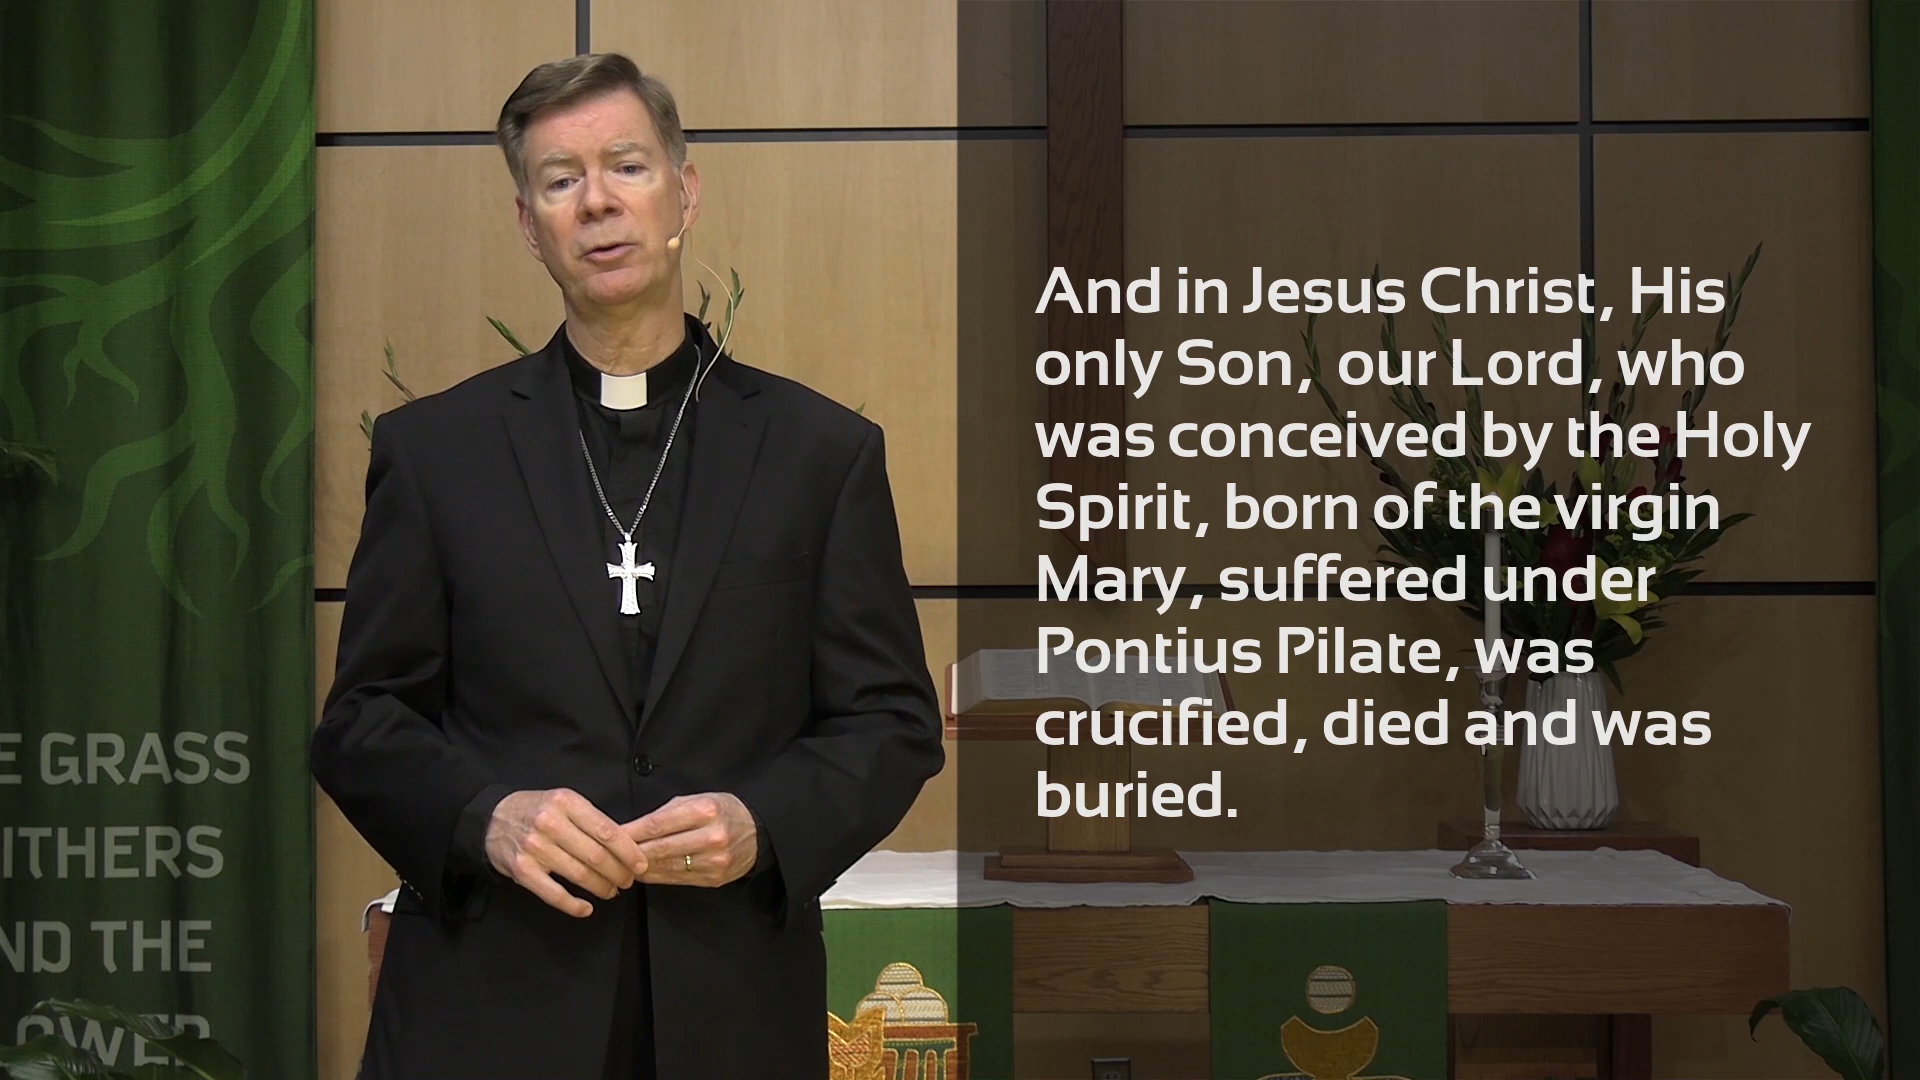 E GRASS
ITHERS
ND THE
OWER
And in Jesus Christ, His
only Son, our Lord, who
was conceived by the Holy
Spirit, born of the virgin
Mary, suffered under
Pontius Pilate, was
crucified, died and was
buried.